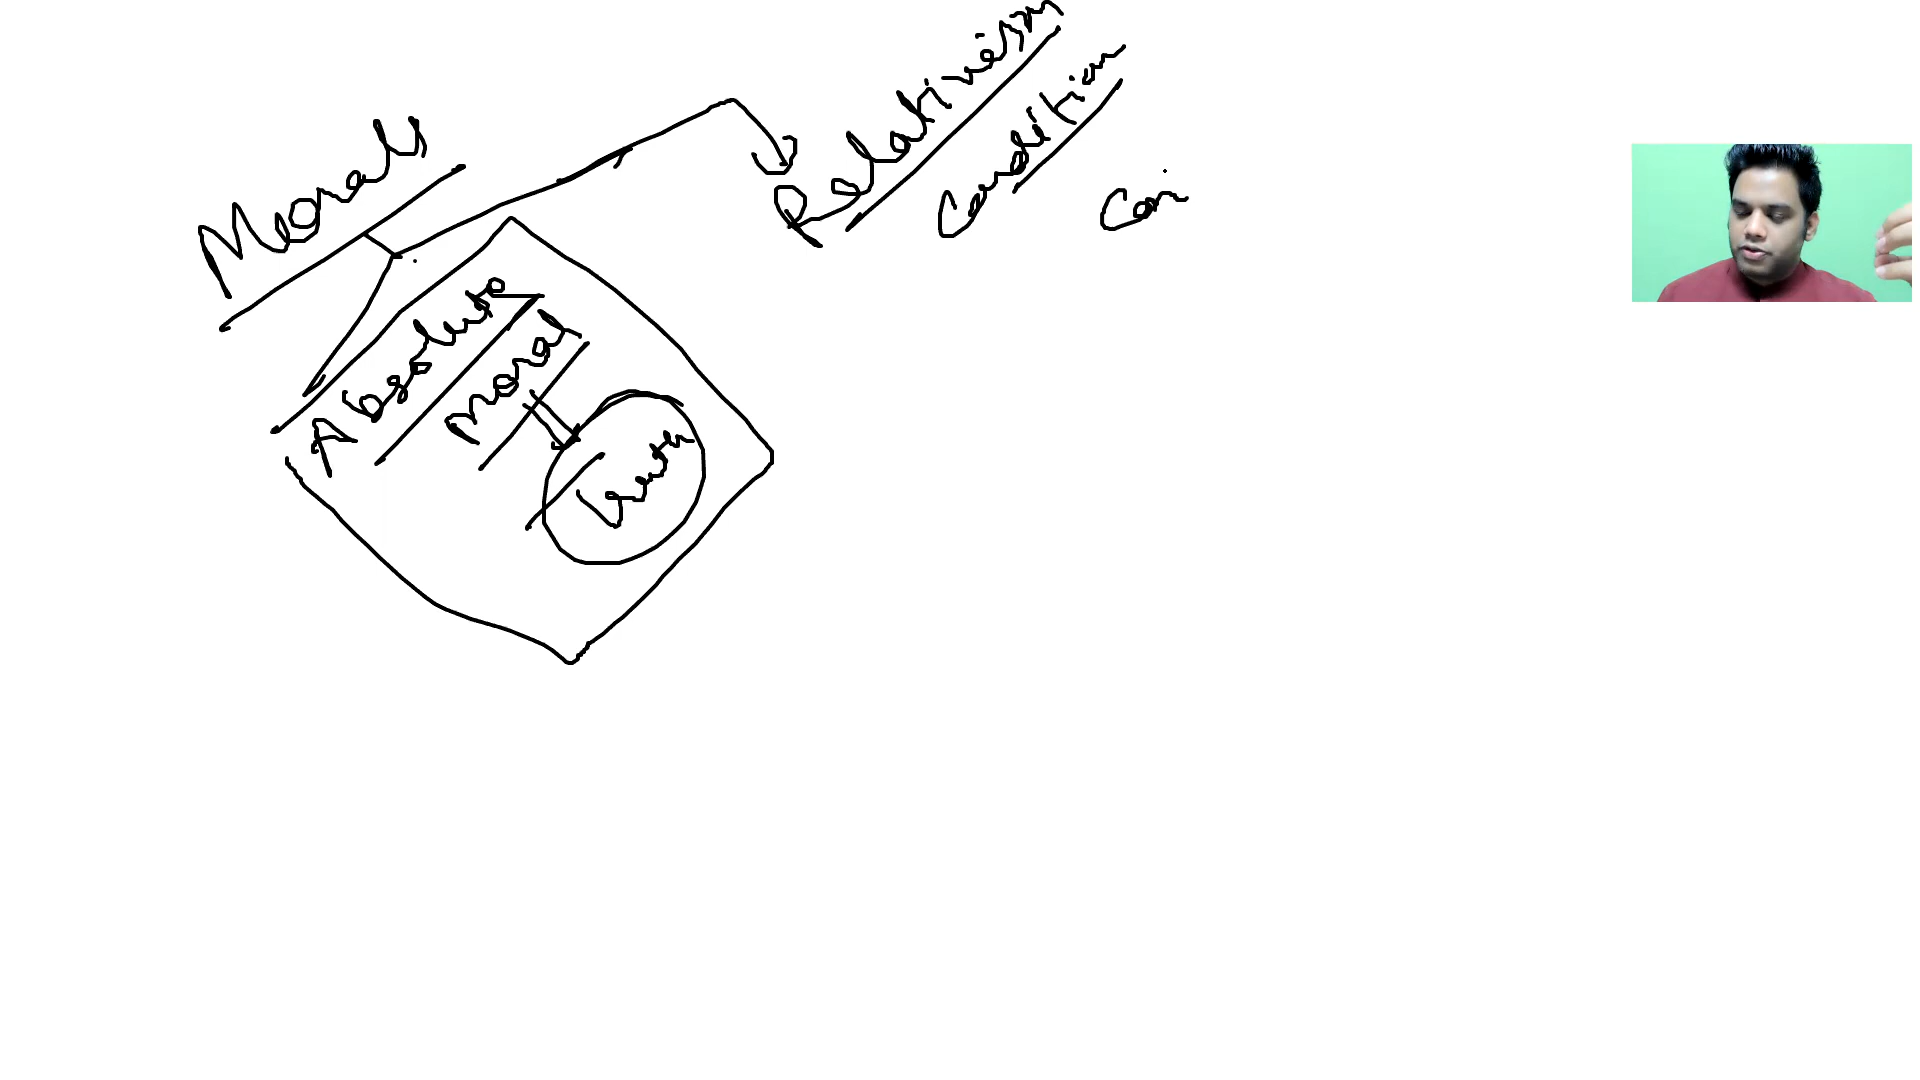 Morals
Relativism
Condition
Con
Absolute
Moral
Truth